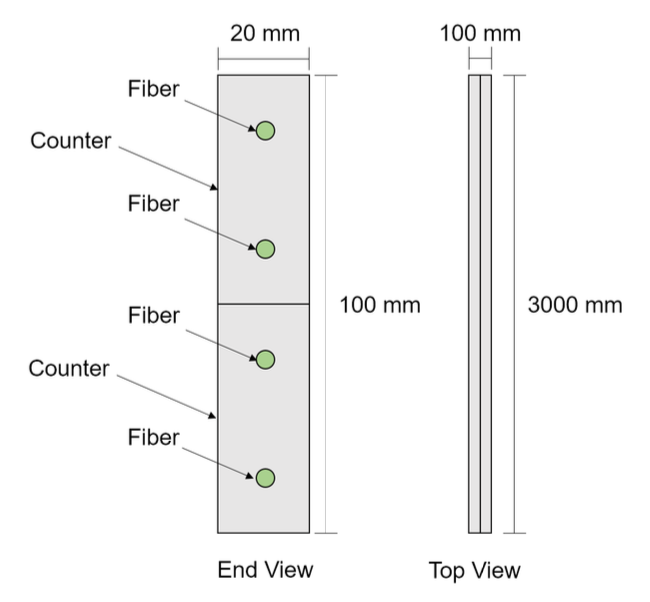 20 mm
100 mm
Fiber
Counter
Fiber
Fiber
100 mm
3000 mm
Counter
Fiber
End View
Top View